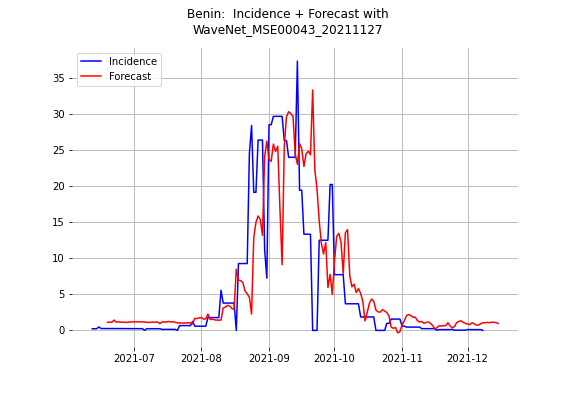 Benin:  Incidence + Forecast with
WaveNet_MSE00043_20211127
Incidence
Forecast
35
30
25
20
15
10
5
0
2021-07 2021-08 2021-09 2021-10 2021-11 2021-12